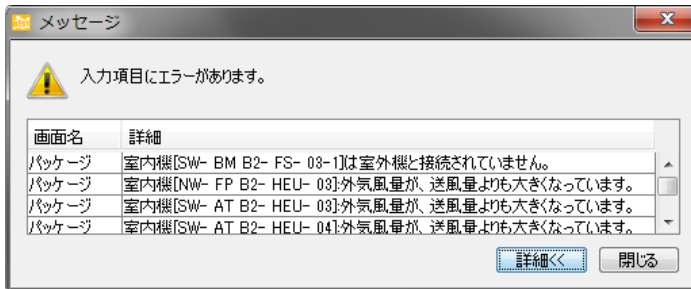 メッセージ
入力項目にエラーがあります。
画面名 詳細
パッケージ 室内機[SW- BM B2- FS- 03-1]は室外機と接続されていません。
パッケージ 室内機[NW- FP B2- HEU- 03]:外気風量が、送風量よりも大きくなっています。
パッケージ 室内機[SW- AT B2- HEU- 03]:外気風量が、送風量よりも大きくなっています。
パッケージ 室内機[SW- AT B2- HEU- 04]:外気風量が、送風量よりも大きくなっています。
詳細<< 閉じる